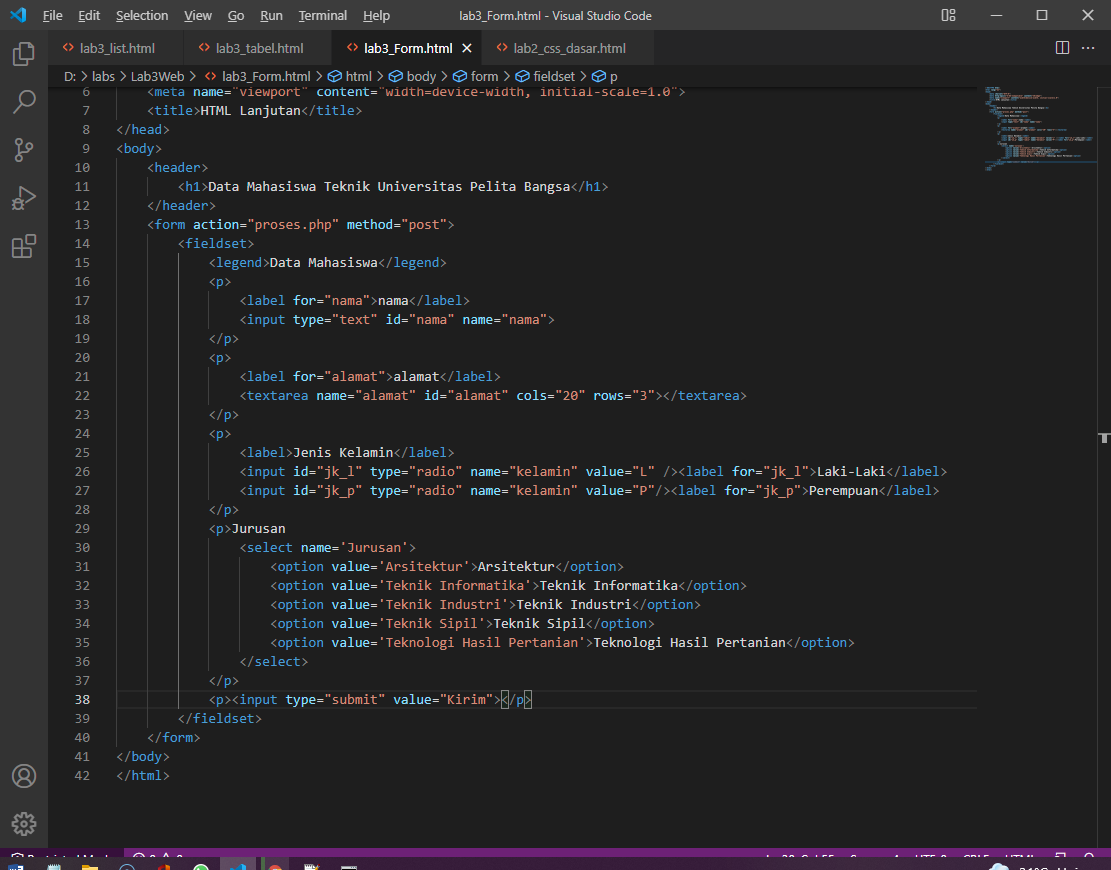 File Edit Selection View Go Run Terminal Help lab3_Form.html - Visual Studio Code
lab3_list.html lab3_tabel.html lab3_Form.html lab2_css_dasar.html
D: > labs > Lab3Web > lab3_Form.html > html > body > form > fieldset > p
6 <meta name="viewport" content="width=device-width, initial-scale=1.0">
7 <title>HTML Lanjutan</title>
8 </head>
9 <body>
10 <header>
11 <h1>Data Mahasiswa Teknik Universitas Pelita Bangsa</h1>
12 </header>
13 <form action="proses.php" method="post">
14 <fieldset>
15 <legend>Data Mahasiswa</legend>
16 <p>
17 <label for="nama">nama</label>
18 <input type="text" id="nama" name="nama">
19 </p>
20 <p>
21 <label for="alamat">alamat</label>
22 <textarea name="alamat" id="alamat" cols="20" rows="3"></textarea>
23 </p>
24 <p>
25 <label>Jenis Kelamin</label>
26 <input id="jk_l" type="radio" name="kelamin" value="L" /><label for="jk_l">Laki-Laki</label>
27 <input id="jk_p" type="radio" name="kelamin" value="P"/><label for="jk_p">Perempuan</label>
28 </p>
29 <p>Jurusan
30 <select name='Jurusan'>
31 <option value='Arsitektur'>Arsitektur</option>
32 <option value='Teknik Informatika'>Teknik Informatika</option>
33 <option value='Teknik Industri'>Teknik Industri</option>
34 <option value='Teknik Sipil'>Teknik Sipil</option>
35 <option value='Teknologi Hasil Pertanian'>Teknologi Hasil Pertanian</option>
36 </select>
37 </p>
38 <p><input type="submit" value="Kirim"></p>
39 </fieldset>
40 </form>
41 </body>
42 </html>